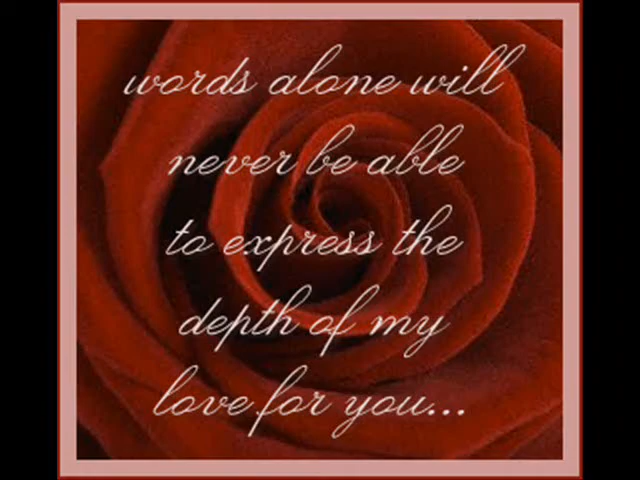 words alone will
never be able
to express the
depth of my
love for you...